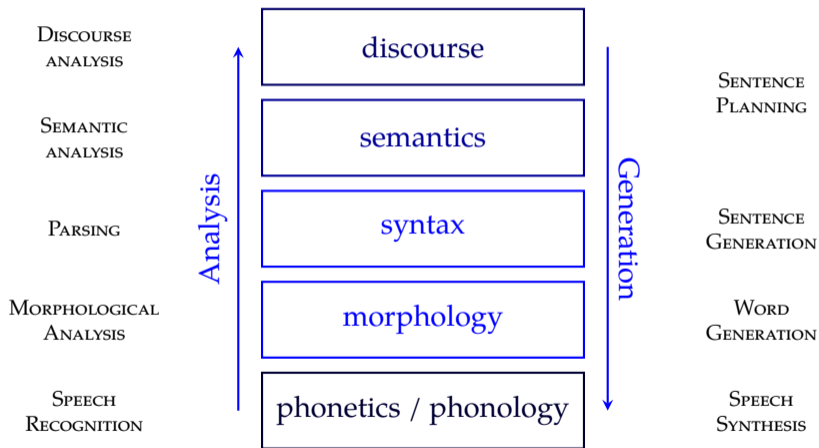 Discourse
analysis
discourse
Sentence
Planning
Semantic
analysis
semantics
Analysis
Generation
Parsing
syntax
Sentence
Generation
Morphological
Analysis
morphology
Word
Generation
Speech
Recognition
phonetics / phonology
Speech
Synthesis